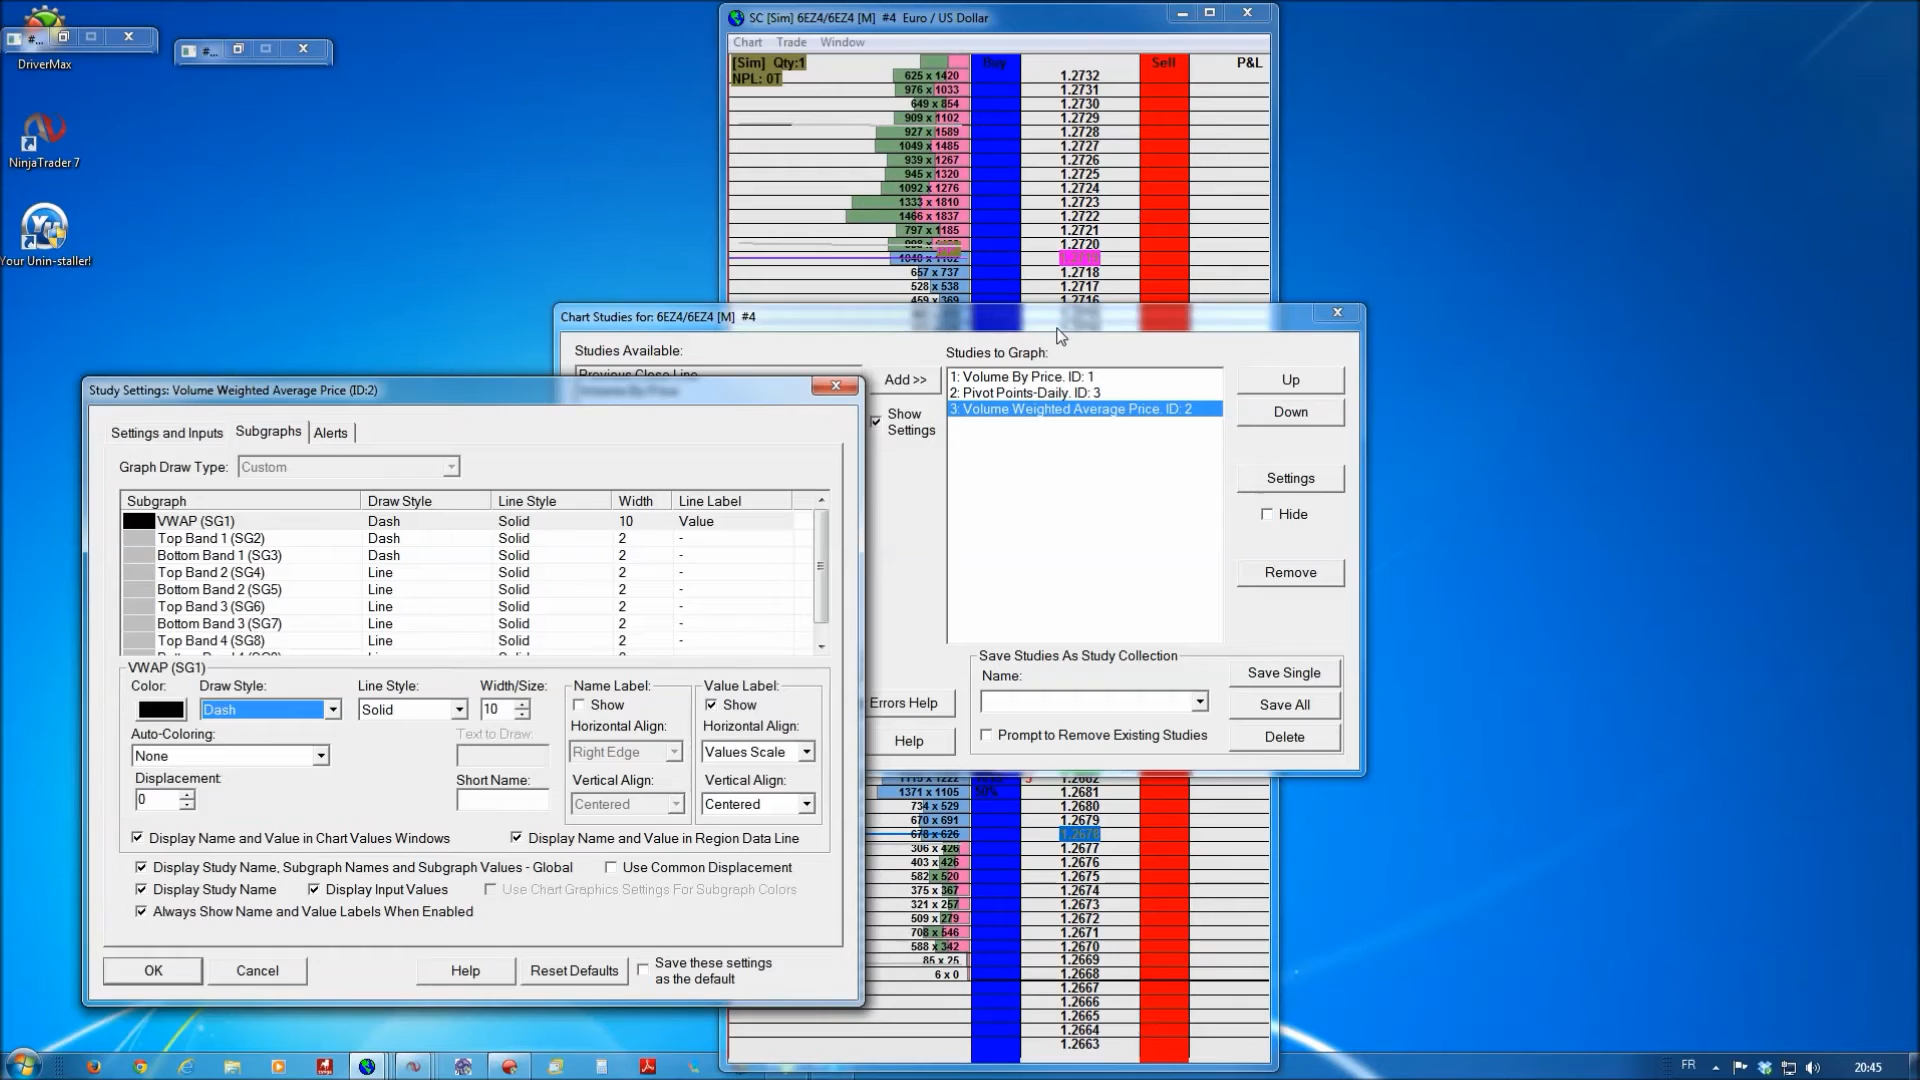 #...
#...
DriverMax
NinjaTrader 7
Your Unin-staller!
SC [Sim] 6EZ4/6EZ4 [M] #4 Euro / US Dollar
Chart Trade Window
[Sim] Qty:1 Buy Sell P&L
NPL: 0T
625 x 1420 1.2732
976 x 1033 1.2731
649 x 854 1.2730
909 x 1102 1.2729
927 x 1589 1.2728
1049 x 1485 1.2727
939 x 1267 1.2726
945 x 1320 1.2725
1092 x 1276 1.2724
1333 x 1810 1.2723
1466 x 1837 1.2722
797 x 1185 1.2721
1.2720
657 x 737 1.2718
528 x 538 1.2717
459 x 369 1.2716
Chart Studies for: 6EZ4/6EZ4 [M] #4
Studies Available:
Previous Close Line
Volume By Price
Add >>
Show Settings
Studies to Graph:
1: Volume By Price. ID: 1
2: Pivot Points-Daily. ID: 3
3: Volume Weighted Average Price. ID: 2
Up
Down
Settings
Hide
Remove
Save Studies As Study Collection
Name:
Save Single
Save All
Prompt to Remove Existing Studies
Delete
Errors Help
Help
Study Settings: Volume Weighted Average Price (ID:2)
Settings and Inputs Subgraphs Alerts
Graph Draw Type: Custom
Subgraph Draw Style Line Style Width Line Label
VWAP (SG1) Dash Solid 10 Value
Top Band 1 (SG2) Dash Solid 2 -
Bottom Band 1 (SG3) Dash Solid 2 -
Top Band 2 (SG4) Line Solid 2 -
Bottom Band 2 (SG5) Line Solid 2 -
Top Band 3 (SG6) Line Solid 2 -
Bottom Band 3 (SG7) Line Solid 2 -
Top Band 4 (SG8) Line Solid 2 -
VWAP (SG1)
Color: Draw Style: Line Style: Width/Size: Name Label: Value Label:
Dash Solid 10 Show Show
Auto-Coloring: Text to Draw: Horizontal Align: Horizontal Align:
None Right Edge Values Scale
Displacement: Short Name: Vertical Align: Vertical Align:
0 Centered Centered
Display Name and Value in Chart Values Windows Display Name and Value in Region Data Line
Display Study Name, Subgraph Names and Subgraph Values - Global Use Common Displacement
Display Study Name Display Input Values Use Chart Graphics Settings For Subgraph Colors
Always Show Name and Value Labels When Enabled
OK Cancel Help Reset Defaults Save these settings
as the default
1115 x 1222 1.2682
1371 x 1105 50% 1.2681
734 x 529 1.2680
670 x 691 1.2679
678 x 626 1.2678
306 x 426 1.2677
403 x 426 1.2676
582 x 520 1.2675
375 x 367 1.2674
321 x 257 1.2673
509 x 279 1.2672
708 x 546 1.2671
588 x 342 1.2670
85 x 25 1.2669
6 x 0 1.2668
1.2667
1.2666
1.2665
1.2664
1.2663
FR 20:45